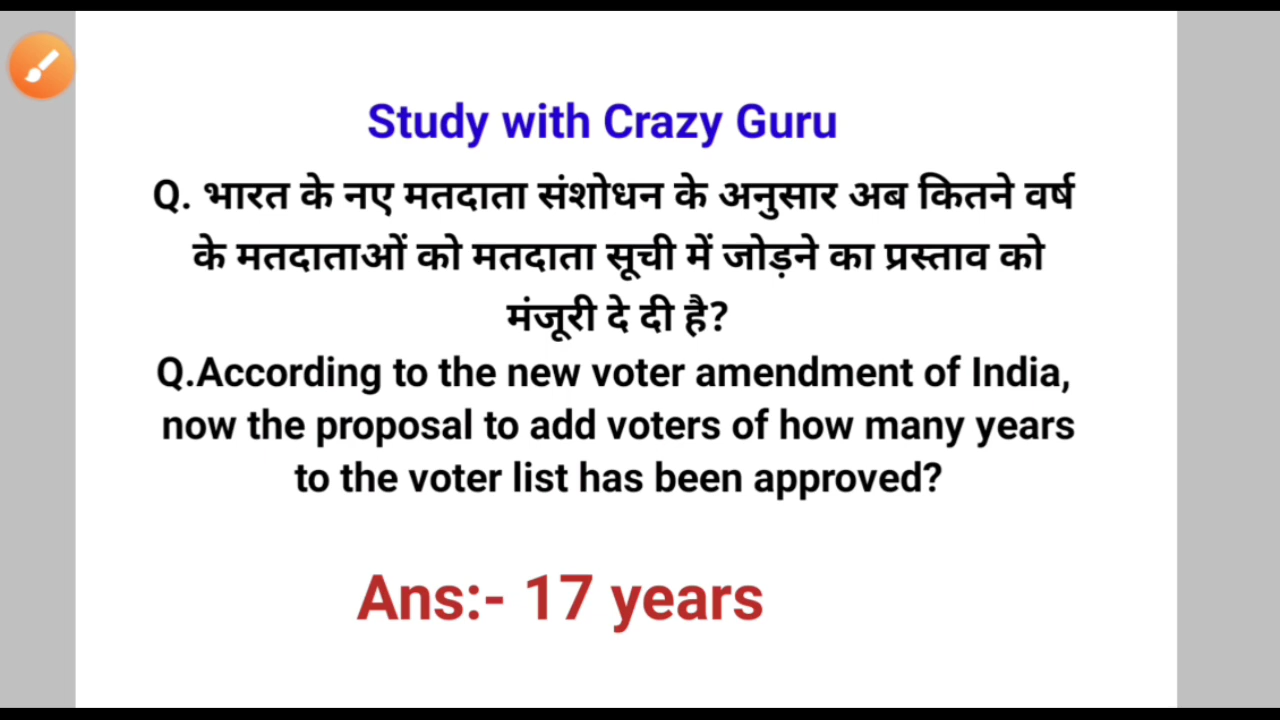 Study with Crazy Guru
Q. भारत के नए मतदाता संशोधन के अनुसार अब कितने वर्ष
के मतदाताओं को मतदाता सूची में जोड़ने का प्रस्ताव को
मंजूरी दे दी है?
Q.According to the new voter amendment of India,
now the proposal to add voters of how many years
to the voter list has been approved?
Ans:- 17 years